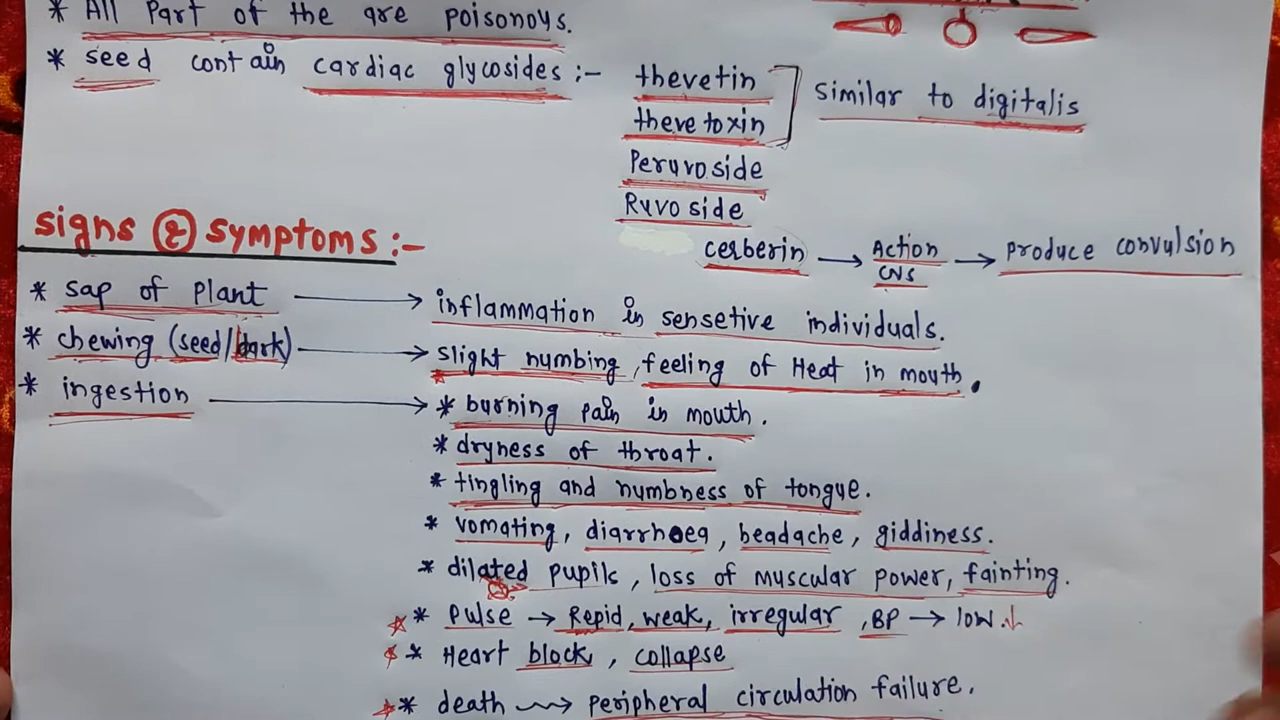 * All Part of the are poisonoys.
* seed contain cardiac glycosides :- thevetin
thevetoxin
similar to digitalis
Peruvoside
Ruvoside
cerberin → Action CNS → produce convulsion
signs & symptoms :-
* sap of Plant → inflammation in sensetive individuals.
* chewing (seed/bark) → slight numbing, feeling of Heat in mouth.
* ingestion → * burning pain in mouth.
* dryness of throat.
* tingling and numbness of tongue.
* vomating, diarrhoea, headache, giddiness.
* dilated pupils, loss of muscular power, fainting.
* Pulse → Repid, weak, irregular, BP → low. ↓
* Heart block, collapse
* death → peripheral circulation failure.